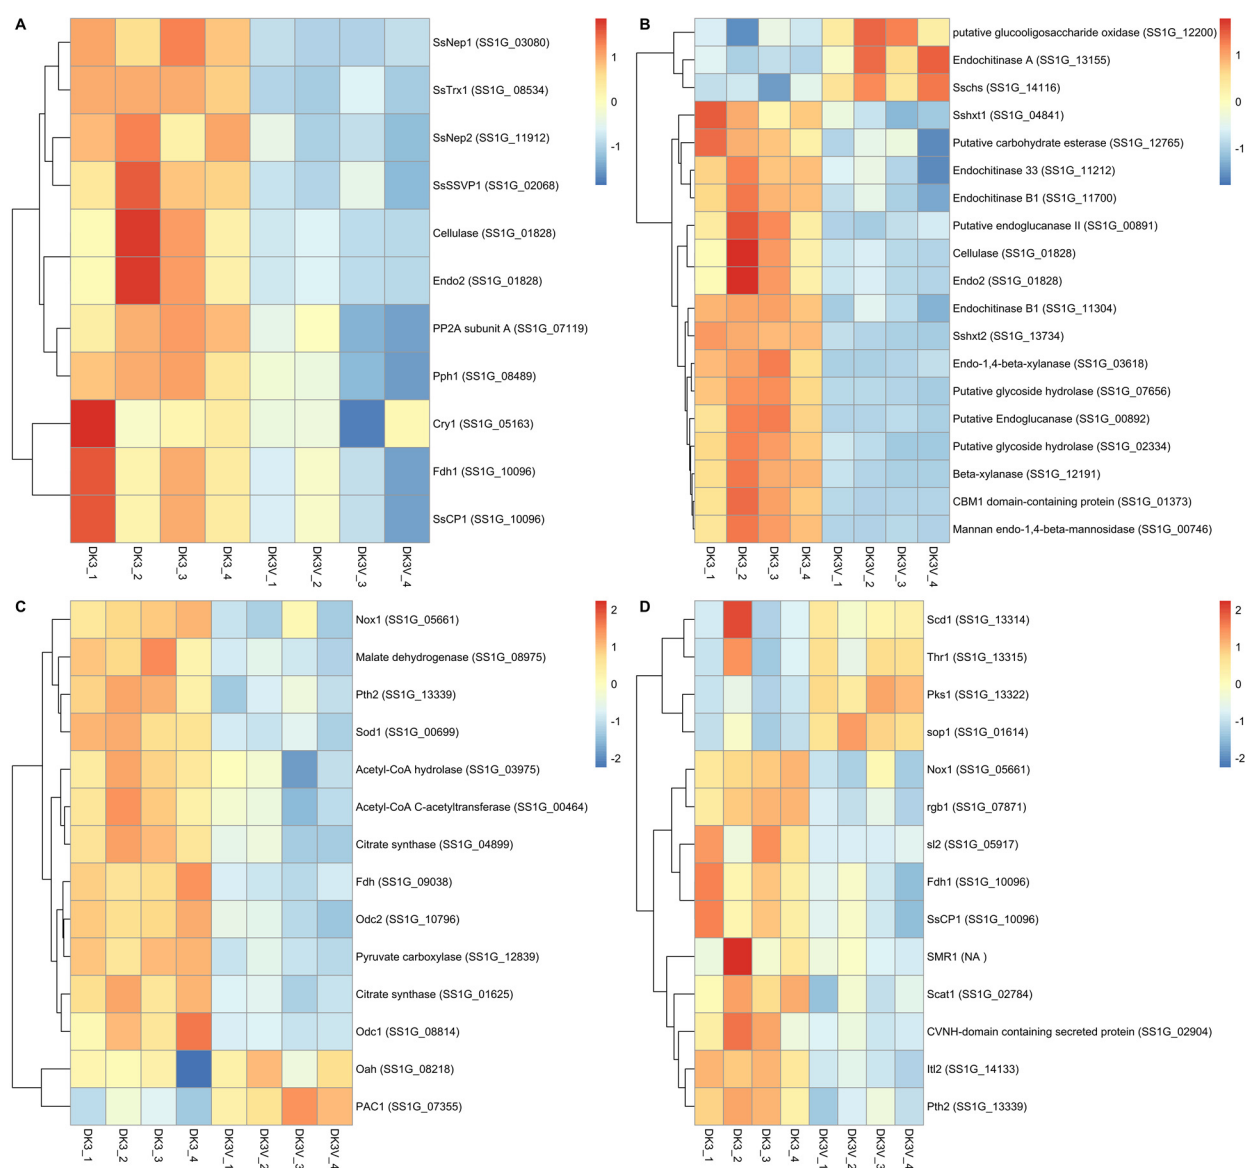 A
SsNep1 (SS1G_03080)
SsTrx1 (SS1G_ 08534)
SsNep2 (SS1G_11912)
SsSSVP1 (SS1G_02068)
Cellulase (SS1G_01828)
Endo2 (SS1G_01828)
PP2A subunit A (SS1G_07119)
Pph1 (SS1G_08489)
Cry1 (SS1G_05163)
Fdh1 (SS1G_10096)
SsCP1 (SS1G_10096)
DK3_1 DK3_2 DK3_3 DK3_4 DK3V_1 DK3V_2 DK3V_3 DK3V_4
1
0
-1
B
putative glucooligosaccharide oxidase (SS1G_12200)
Endochitinase A (SS1G_13155)
Sschs (SS1G_14116)
Sshxt1 (SS1G_04841)
Putative carbohydrate esterase (SS1G_12765)
Endochitinase 33 (SS1G_11212)
Endochitinase B1 (SS1G_11700)
Putative endoglucanase II (SS1G_00891)
Cellulase (SS1G_01828)
Endo2 (SS1G_01828)
Endochitinase B1 (SS1G_11304)
Sshxt2 (SS1G_13734)
Endo-1,4-beta-xylanase (SS1G_03618)
Putative glycoside hydrolase (SS1G_07656)
Putative Endoglucanase (SS1G_00892)
Putative glycoside hydrolase (SS1G_02334)
Beta-xylanase (SS1G_12191)
CBM1 domain-containing protein (SS1G_01373)
Mannan endo-1,4-beta-mannosidase (SS1G_00746)
DK3_1 DK3_2 DK3_3 DK3_4 DK3V_1 DK3V_2 DK3V_3 DK3V_4
1
0
-1
C
Nox1 (SS1G_05661)
Malate dehydrogenase (SS1G_08975)
Pth2 (SS1G_13339)
Sod1 (SS1G_00699)
Acetyl-CoA hydrolase (SS1G_03975)
Acetyl-CoA C-acetyltransferase (SS1G_00464)
Citrate synthase (SS1G_04899)
Fdh (SS1G_09038)
Odc2 (SS1G_10796)
Pyruvate carboxylase (SS1G_12839)
Citrate synthase (SS1G_01625)
Odc1 (SS1G_08814)
Oah (SS1G_08218)
PAC1 (SS1G_07355)
DK3_1 DK3_2 DK3_3 DK3_4 DK3V_1 DK3V_2 DK3V_3 DK3V_4
2
1
0
-1
-2
D
Scd1 (SS1G_13314)
Thr1 (SS1G_13315)
Pks1 (SS1G_13322)
sop1 (SS1G_01614)
Nox1 (SS1G_05661)
rgb1 (SS1G_07871)
sl2 (SS1G_05917)
Fdh1 (SS1G_10096)
SsCP1 (SS1G_10096)
SMR1 (NA )
Scat1 (SS1G_02784)
CVNH-domain containing secreted protein (SS1G_02904)
Itl2 (SS1G_14133)
Pth2 (SS1G_13339)
DK3_1 DK3_2 DK3_3 DK3_4 DK3V_1 DK3V_2 DK3V_3 DK3V_4
2
1
0
-1
-2